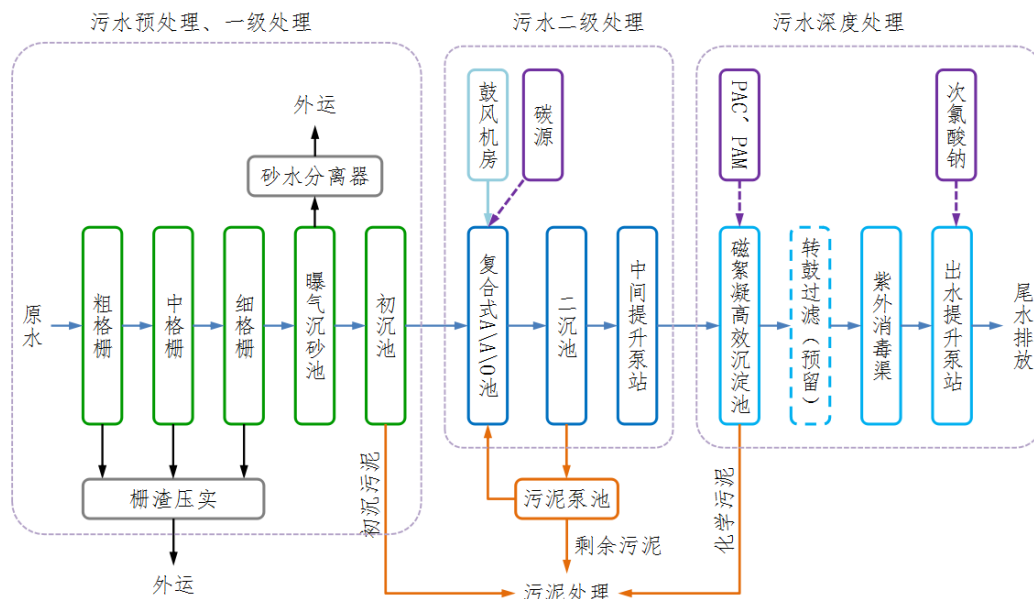 污水预处理、一级处理
污水二级处理
污水深度处理
外运
砂水分离器
鼓风机房
碳源
PAC、PAM
次氯酸钠
原水
粗格栅
中格栅
细格栅
曝气沉砂池
初沉池
复合式A\A\O池
二沉池
中间提升泵站
磁絮凝高效沉淀池
转鼓过滤(预留)
紫外消毒渠
出水提升泵站
尾水排放
栅渣压实
外运
初沉污泥
污泥泵池
剩余污泥
化学污泥
污泥处理